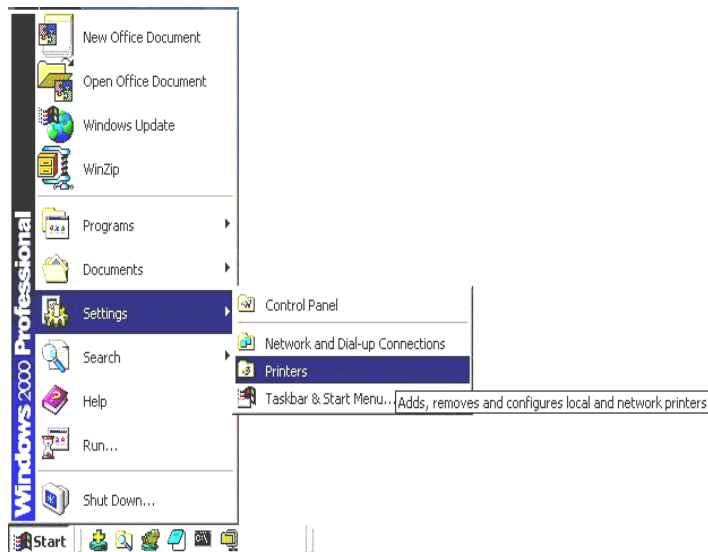 New Office Document
Open Office Document
Windows Update
WinZip
Programs
Documents
Settings
Search
Help
Run...
Shut Down...
Windows 2000 Professional
Control Panel
Network and Dial-up Connections
Printers
Taskbar & Start Menu...
Adds, removes and configures local and network printers
Start